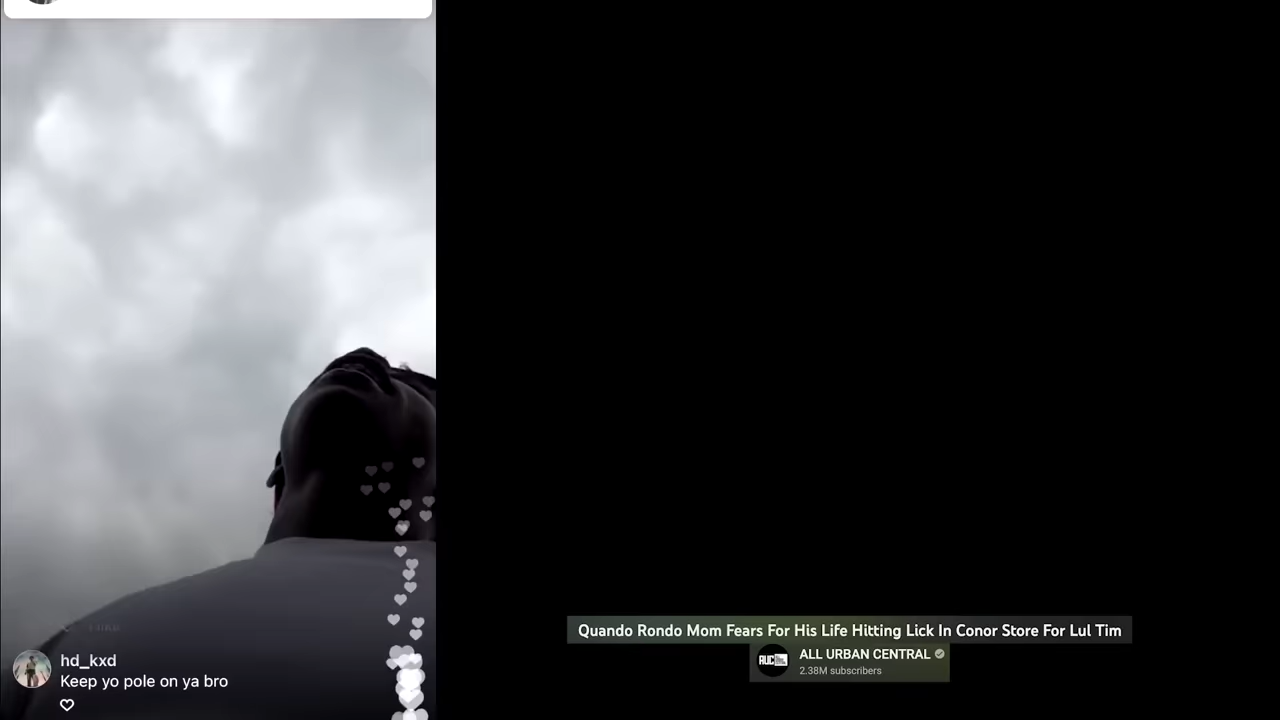 hd_kxd
Keep yo pole on ya bro
Quando Rondo Mom Fears For His Life Hitting Lick In Conor Store For Lul Tim
AUC
ALL URBAN CENTRAL
2.38M subscribers